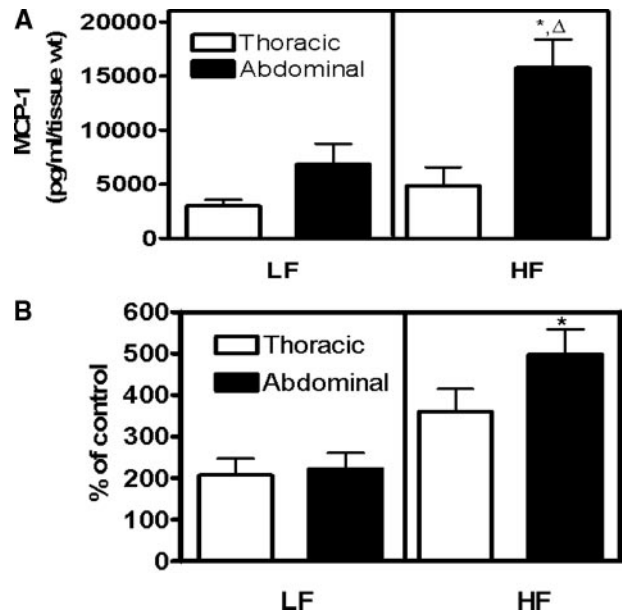 A
MCP-1
(pg/ml/tissue wt)
20000
15000
10000
5000
0
Thoracic
Abdominal
*,Δ
LF
HF
B
% of control
600
500
400
300
200
100
0
Thoracic
Abdominal
*
LF
HF